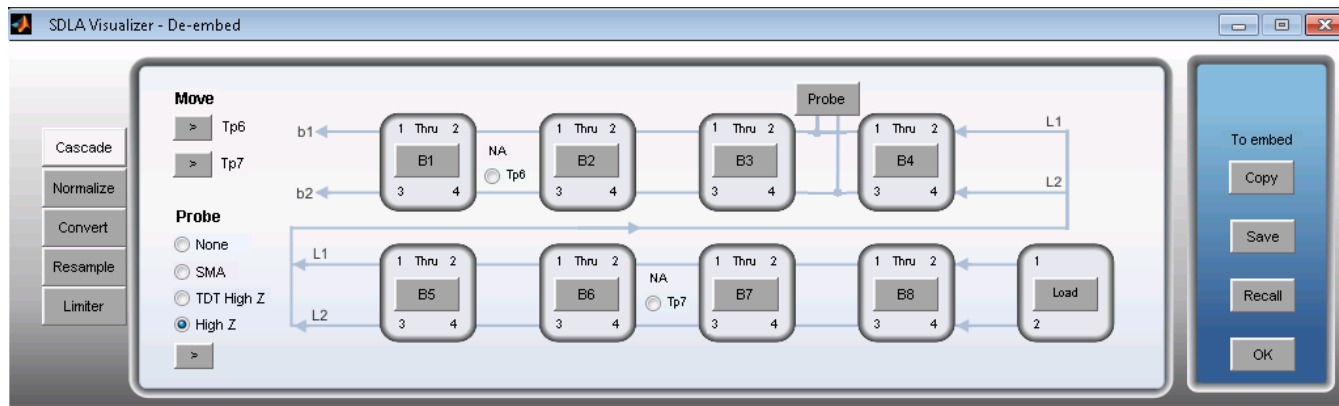 SDLA Visualizer - De-embed
Cascade
Normalize
Convert
Resample
Limiter
Move
> Tp6
> Tp7
Probe
None
SMA
TDT High Z
High Z
>
Probe
b1
b2
1 Thru 2
B1
3 4
NA
Tp6
1 Thru 2
B2
3 4
1 Thru 2
B3
3 4
1 Thru 2
B4
3 4
L1
L2
L1
L2
1 Thru 2
B5
3 4
1 Thru 2
B6
3 4
NA
Tp7
1 Thru 2
B7
3 4
1 Thru 2
B8
3 4
1
Load
2
To embed
Copy
Save
Recall
OK